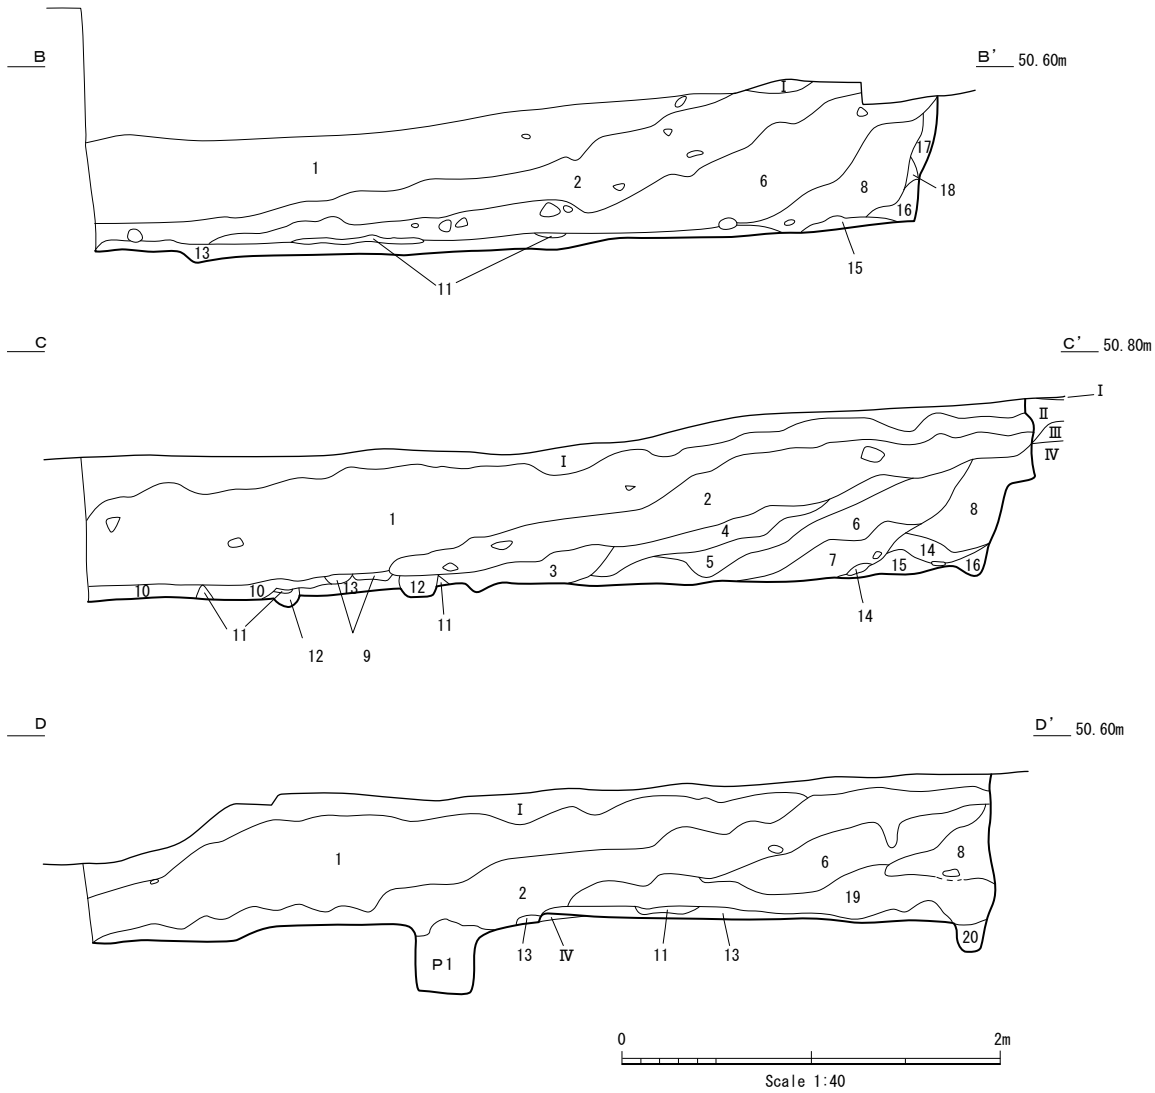 B B’ 50.60m
I
1 2 6 8 17
18
16
13
15
11
C C’ 50.80m
I
II
III
IV
I
1 2
4 6 8
5 7 14
3 15 16
10 10 13 12
11 11 14
12 9
D D’ 50.60m
I
1 6 8
2 19
13 IV 11 13
P1 20
0 2m
Scale 1:40